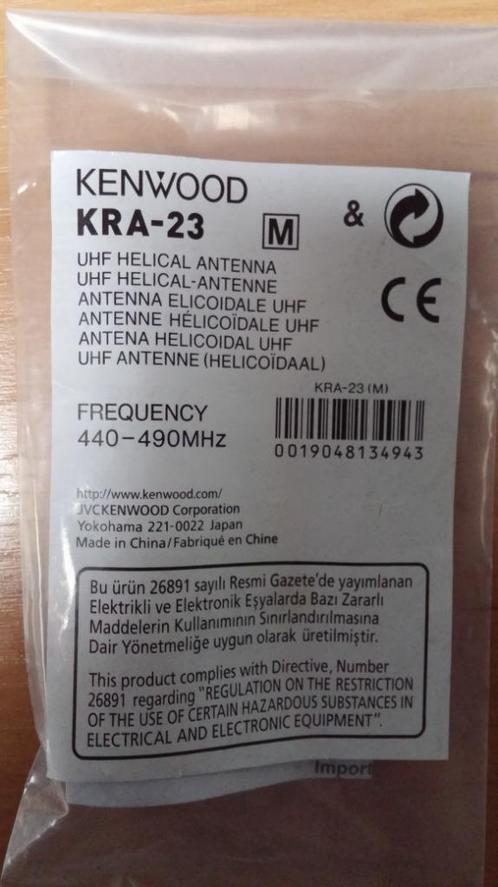 KENWOOD
KRA-23 M & 
UHF HELICAL ANTENNA
UHF HELICAL-ANTENNE
ANTENNA ELICOIDALE UHF
ANTENNE HÉLICOÏDALE UHF
ANTENA HELICOIDAL UHF
UHF ANTENNE (HELICOÏDAAL)
CE
KRA-23 (M)
0019048134943
FREQUENCY
440-490MHz
http://www.kenwood.com/
JVCKENWOOD Corporation
Yokohama 221-0022 Japan
Made in China/Fabriqué en Chine
Bu ürün 26891 sayılı Resmi Gazete'de yayımlanan
Elektrikli ve Elektronik Eşyalarda Bazı Zararlı
Maddelerin Kullanımının Sınırlandırılmasına
Dair Yönetmeliğe uygun olarak üretilmiştir.
This product complies with Directive, Number
26891 regarding "REGULATION ON THE RESTRICTION
OF THE USE OF CERTAIN HAZARDOUS SUBSTANCES IN
ELECTRICAL AND ELECTRONIC EQUIPMENT".
Import